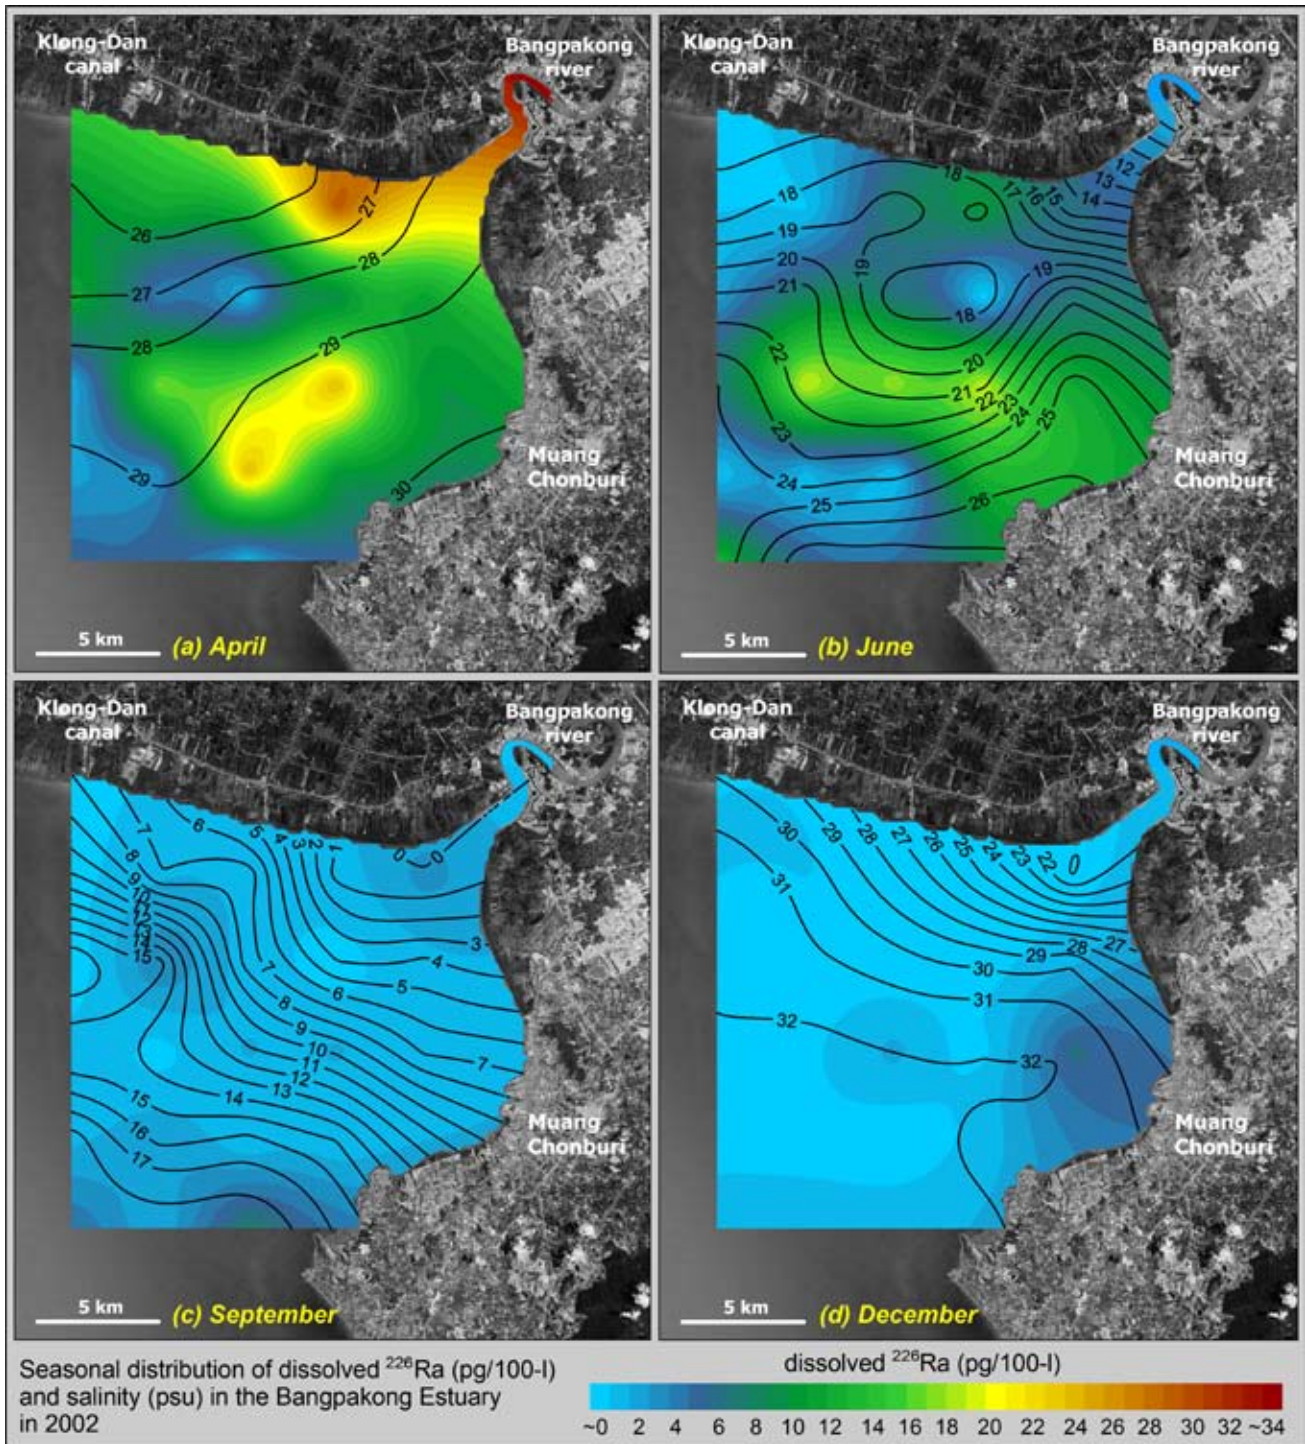 Klong-Dan
canal
Bangpakong
river
27
26
28
27
28
29
29
30
Muang
Chonburi
5 km
(a) April
Klong-Dan
canal
Bangpakong
river
12
13
14
15
16
17
18
18
19
20
21
19
19
18
22
20
21
22
23
24
25
23
24
25
26
Muang
Chonburi
5 km
(b) June
Klong-Dan
canal
Bangpakong
river
7
6
5
4
3
2
1
0
0
8
9
10
11
12
13
14
15
3
4
5
6
7
7
8
9
10
11
12
13
14
15
16
17
Muang
Chonburi
5 km
(c) September
Klong-Dan
canal
Bangpakong
river
30
29
28
27
26
25
24
23
22
31
28
27
29
30
31
32
32
Muang
Chonburi
5 km
(d) December
Seasonal distribution of dissolved ²²⁶Ra (pg/100-l)
and salinity (psu) in the Bangpakong Estuary
in 2002
dissolved ²²⁶Ra (pg/100-l)
~0 2 4 6 8 10 12 14 16 18 20 22 24 26 28 30 32 ~34